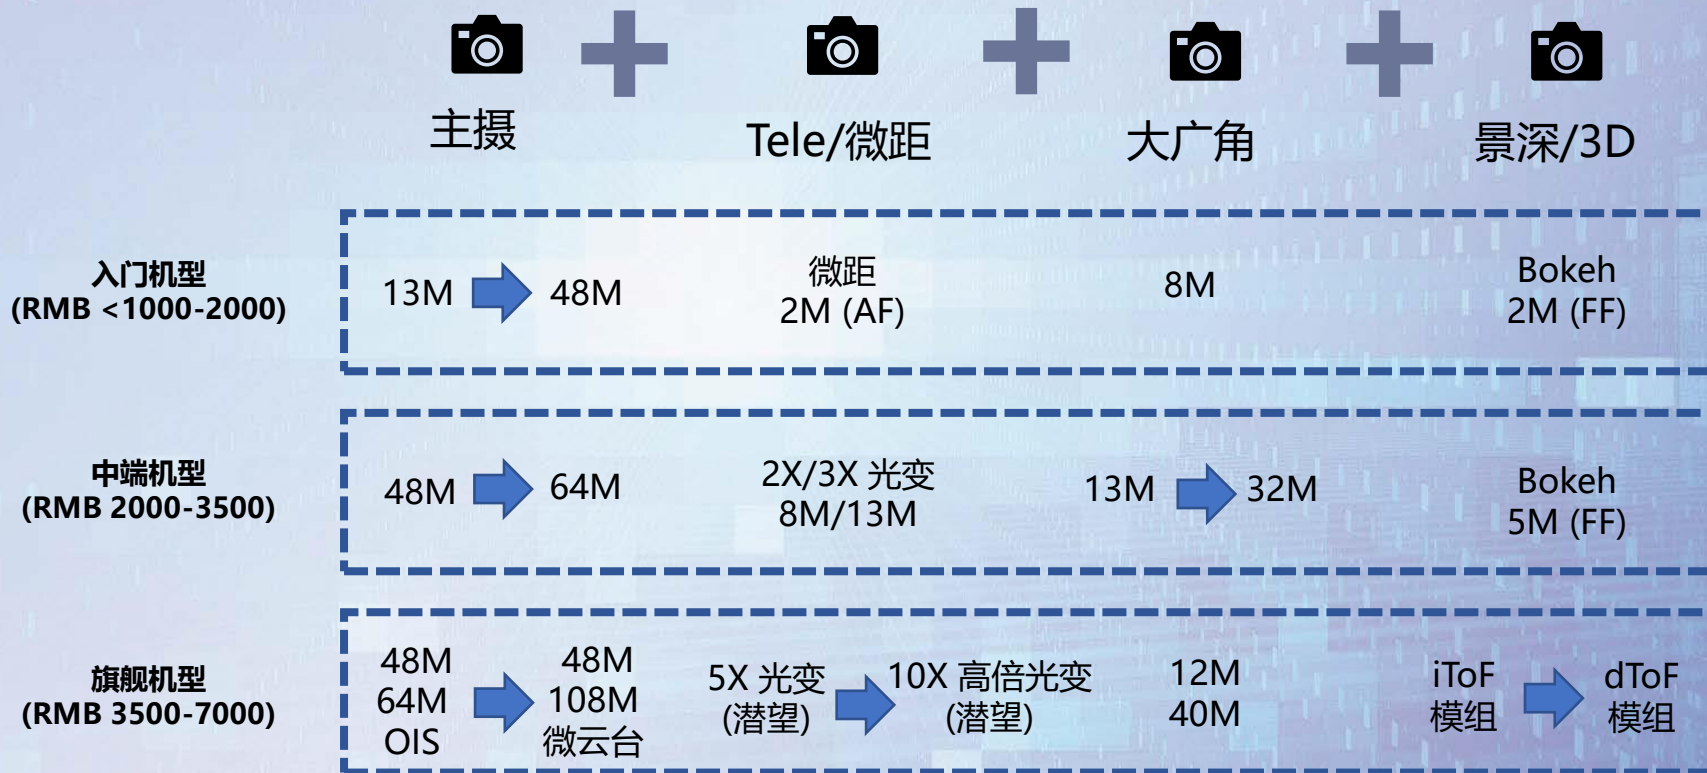 主摄
Tele/微距
大广角
景深/3D
入门机型
(RMB <1000-2000)
13M
48M
微距
2M (AF)
8M
Bokeh
2M (FF)
中端机型
(RMB 2000-3500)
48M
64M
2X/3X 光变
8M/13M
13M
32M
Bokeh
5M (FF)
旗舰机型
(RMB 3500-7000)
48M
64M
OIS
48M
108M
微云台
5X 光变
(潜望)
10X 高倍光变
(潜望)
12M
40M
iToF
模组
dToF
模组